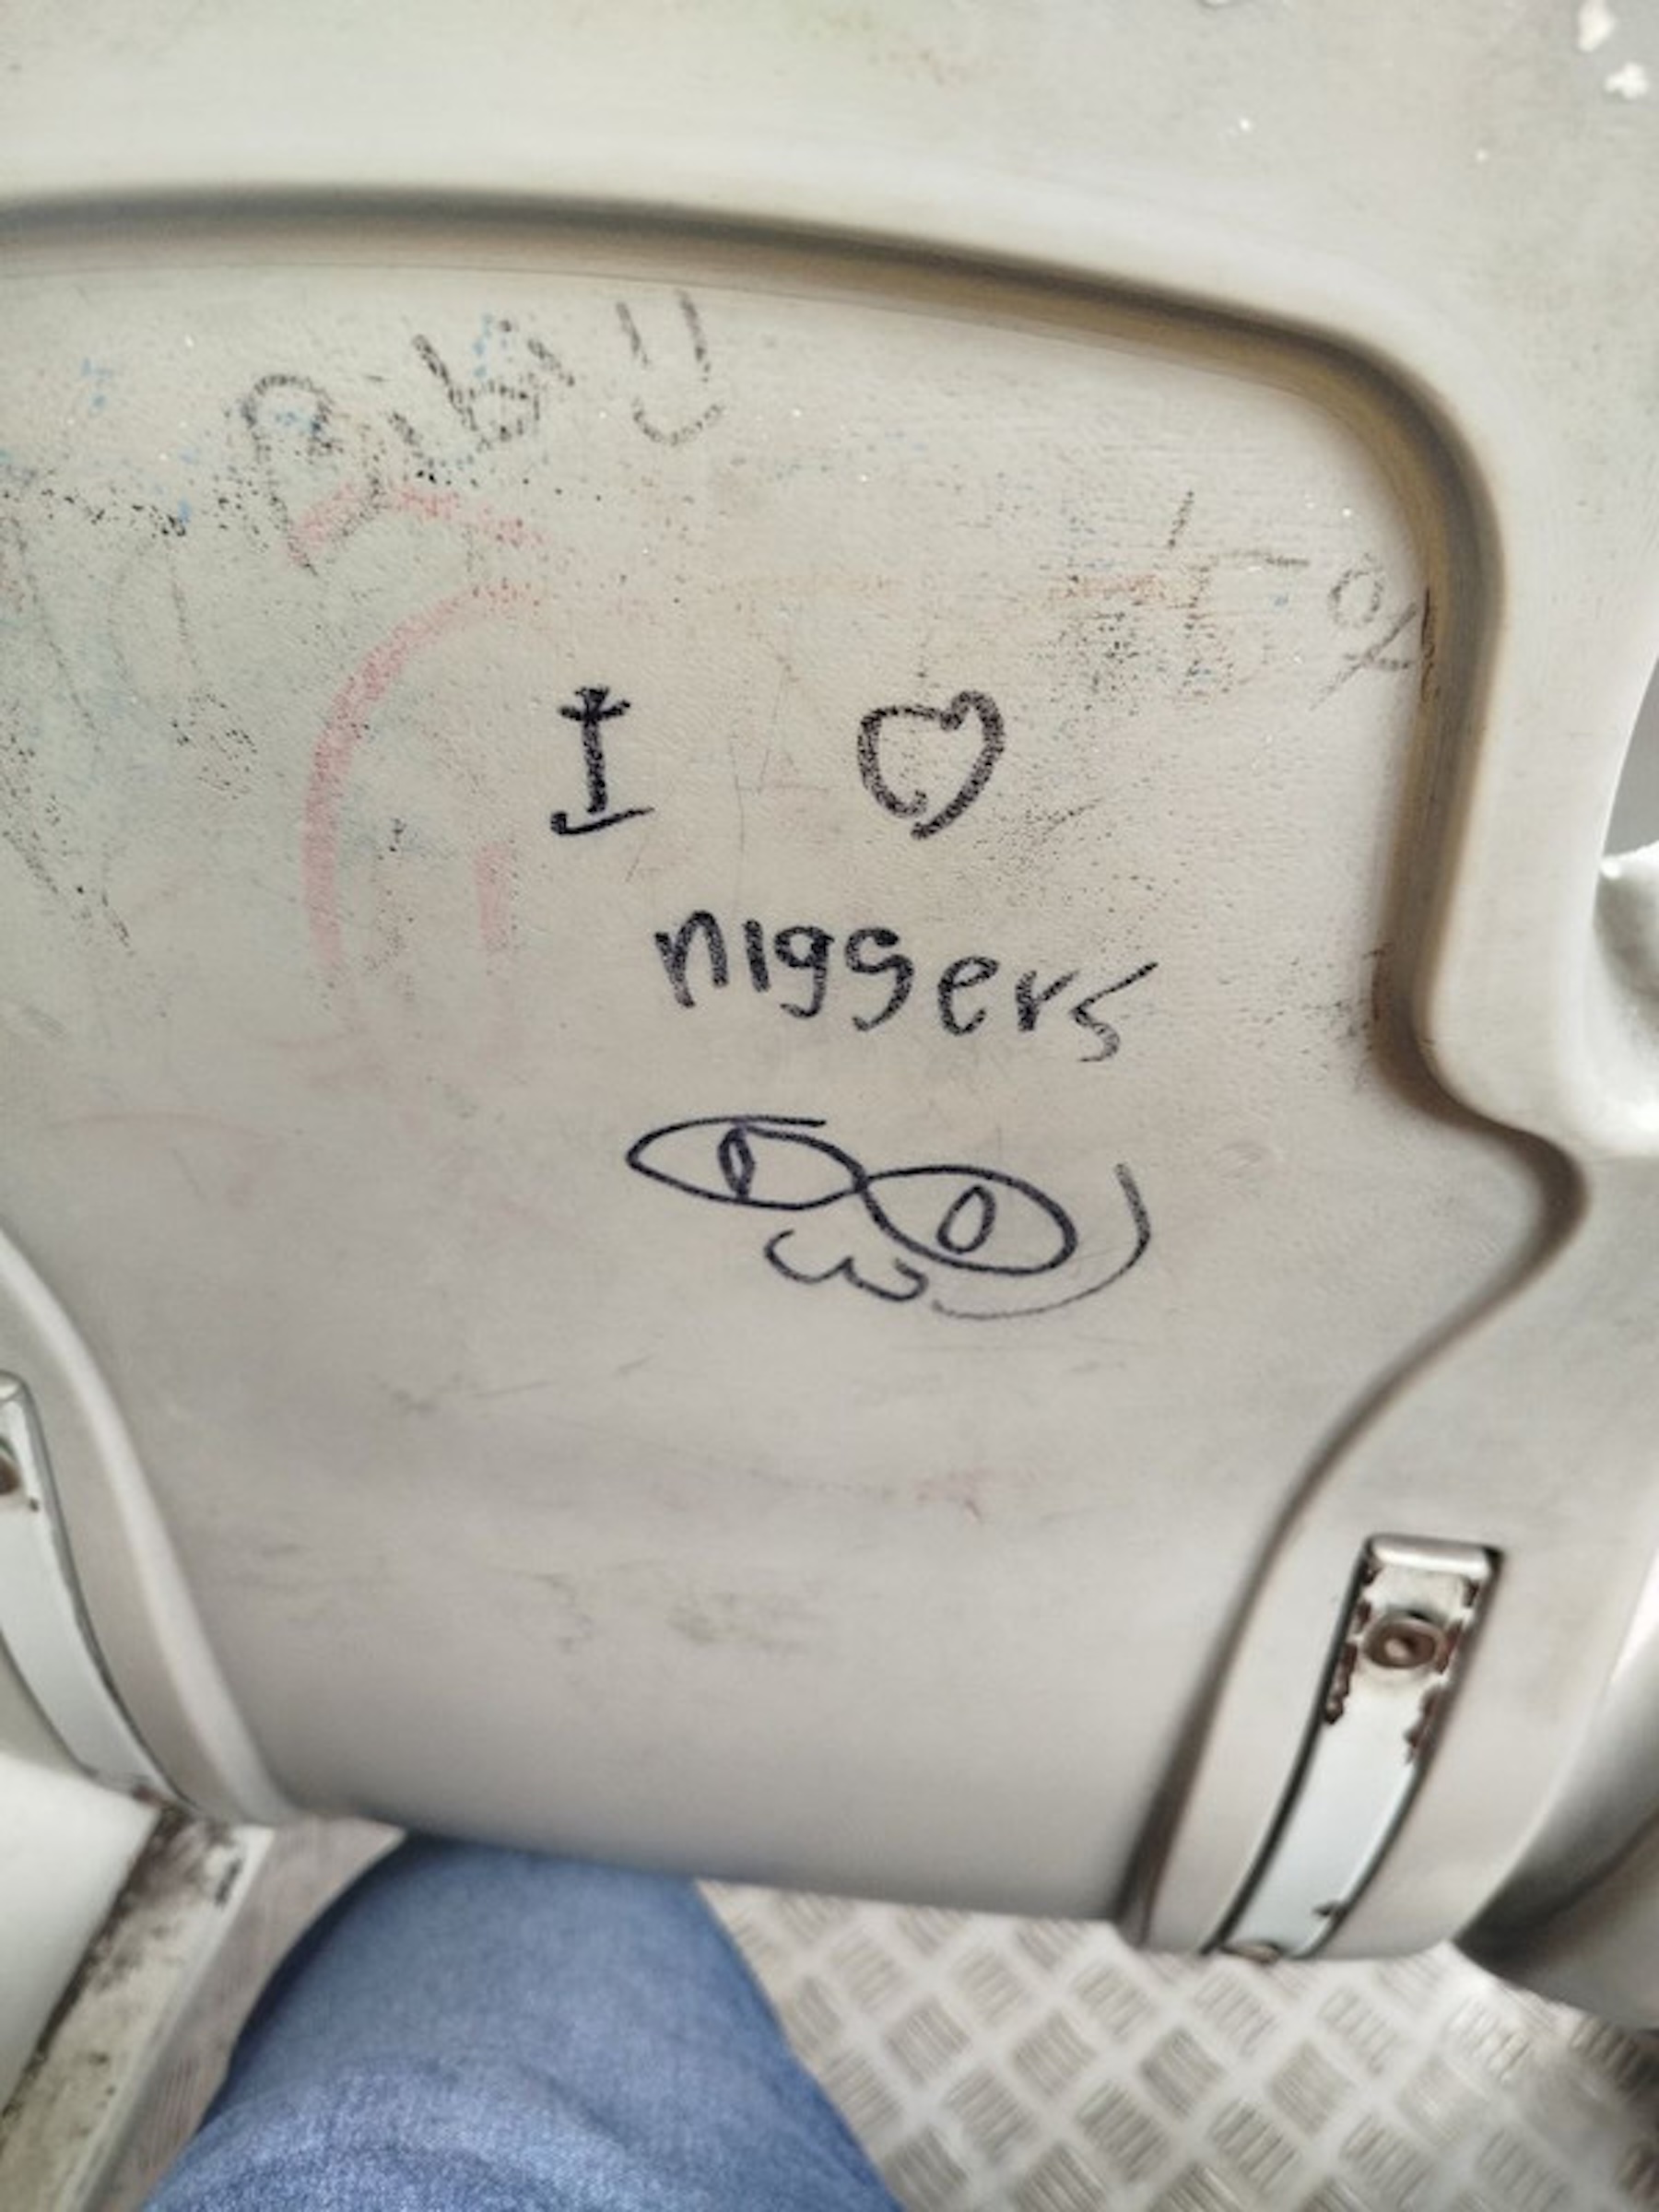 I ♡
niggers